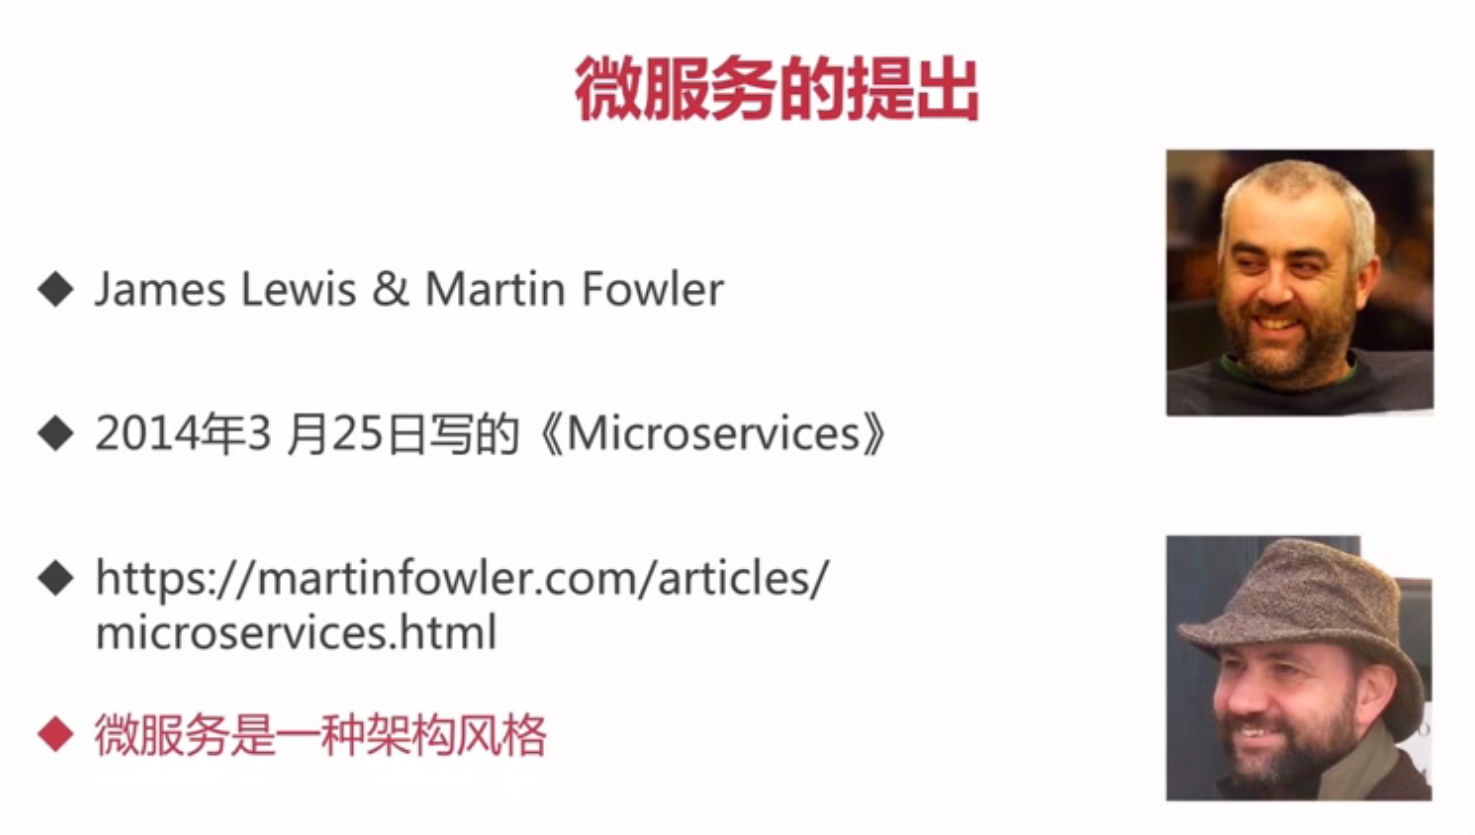 微服务的提出
◆ James Lewis & Martin Fowler
◆ 2014年3 月25日写的《Microservices》
◆ https://martinfowler.com/articles/
microservices.html
◆ 微服务是一种架构风格